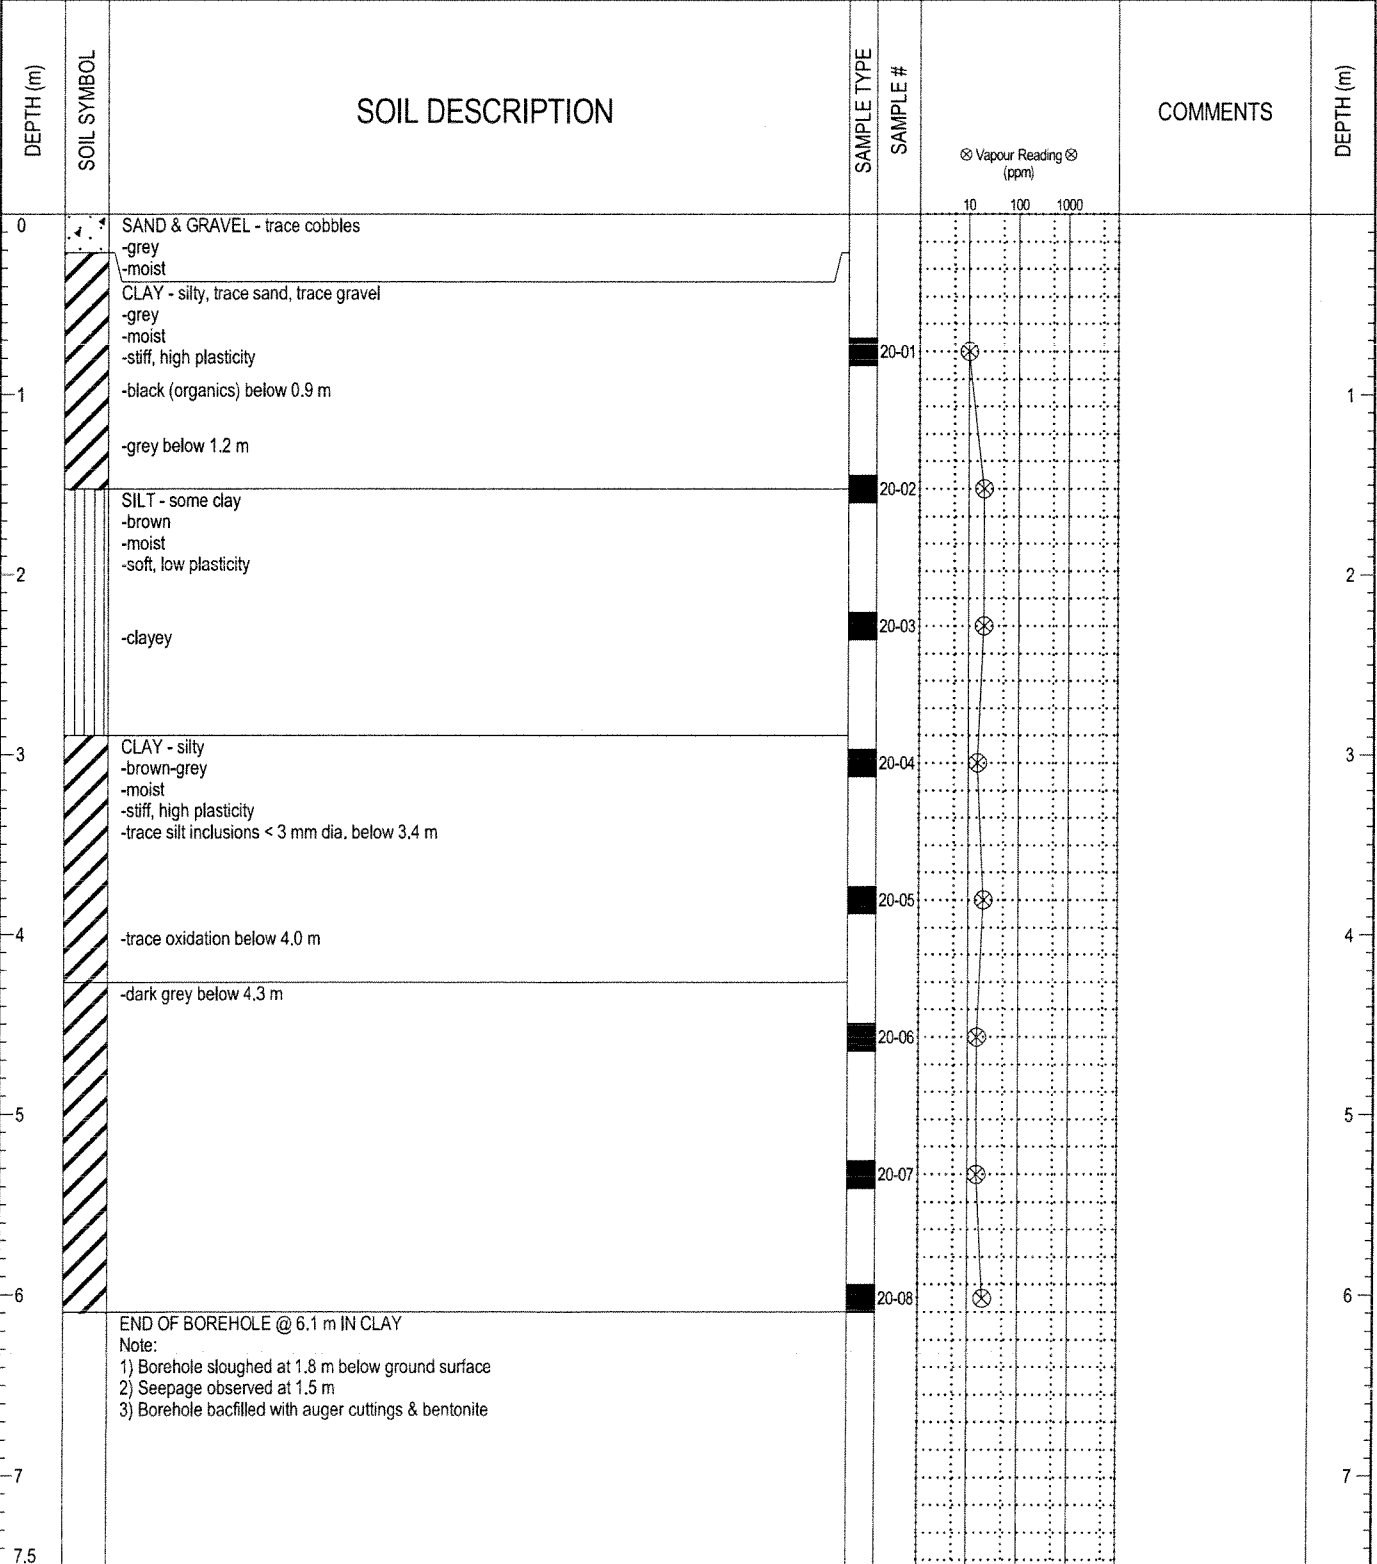 DEPTH (m)
SOIL SYMBOL
SOIL DESCRIPTION
SAMPLE TYPE
SAMPLE #
⊗ Vapour Reading ⊗
(ppm)
10 100 1000
COMMENTS
DEPTH (m)
0
SAND & GRAVEL - trace cobbles
-grey
-moist
CLAY - silty, trace sand, trace gravel
-grey
-moist
-stiff, high plasticity
20-01
1
-black (organics) below 0.9 m
1
-grey below 1.2 m
20-02
SILT - some clay
-brown
-moist
-soft, low plasticity
2
2
20-03
-clayey
CLAY - silty
3
3
-brown-grey
20-04
-moist
-stiff, high plasticity
-trace silt inclusions < 3 mm dia. below 3.4 m
20-05
4
-trace oxidation below 4.0 m
4
-dark grey below 4.3 m
20-06
5
5
20-07
6
20-08
6
END OF BOREHOLE @ 6.1 m IN CLAY
Note:
1) Borehole sloughed at 1.8 m below ground surface
2) Seepage observed at 1.5 m
3) Borehole bacfilled with auger cuttings & bentonite
7
7
7.5